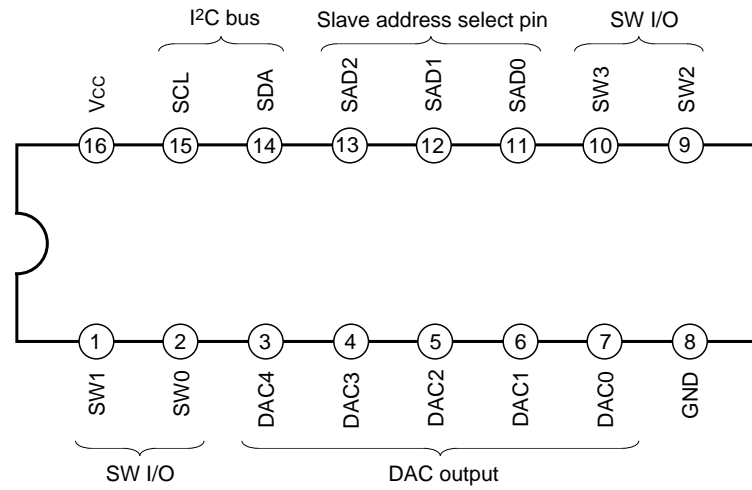 I²C bus
Slave address select pin
SW I/O
Vcc
SCL
SDA
SAD2
SAD1
SAD0
SW3
SW2
16
15
14
13
12
11
10
9
1
2
3
4
5
6
7
8
SW1
SW0
DAC4
DAC3
DAC2
DAC1
DAC0
GND
SW I/O
DAC output